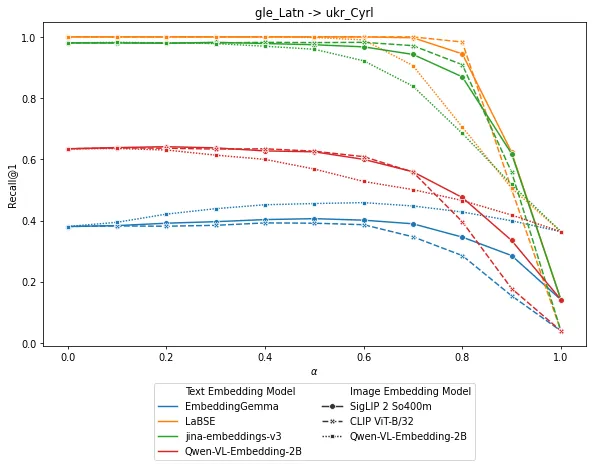 gle_Latn -> ukr_Cyrl
Recall@1
1.0
0.8
0.6
0.4
0.2
0.0
0.0 0.2 0.4 0.6 0.8 1.0
α
Text Embedding Model
EmbeddingGemma
LaBSE
jina-embeddings-v3
Qwen-VL-Embedding-2B
Image Embedding Model
SigLIP 2 So400m
CLIP ViT-B/32
Qwen-VL-Embedding-2B